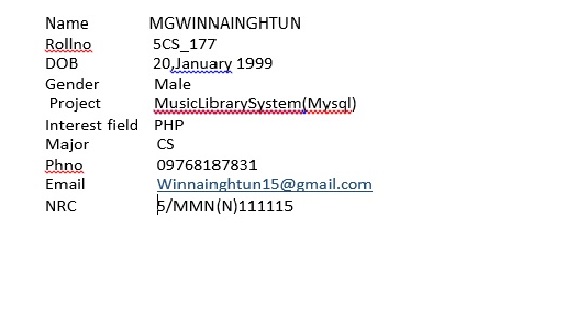 Name MGWINNAINGHTUN
Rollno 5CS_177
DOB 20,January 1999
Gender Male
Project MusicLibrarySystem(Mysql)
Interest field PHP
Major CS
Phno 09768187831
Email Winnainghtun15@gmail.com
NRC 5/MMN(N)111115